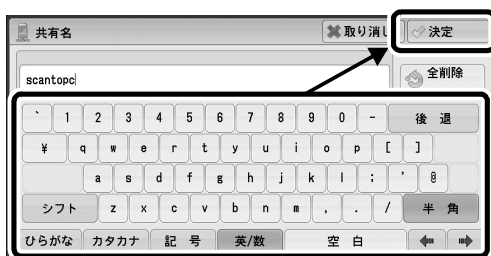 共有名 取り消し 決定
scantopc 全削除
` 1 2 3 4 5 6 7 8 9 0 - 後 退
¥ q w e r t y u i o p [ ]
a s d f g h j k l ; ' @
シフト z x c v b n m , . / 半 角
ひらがな カタカナ 記 号 英/数 空 白